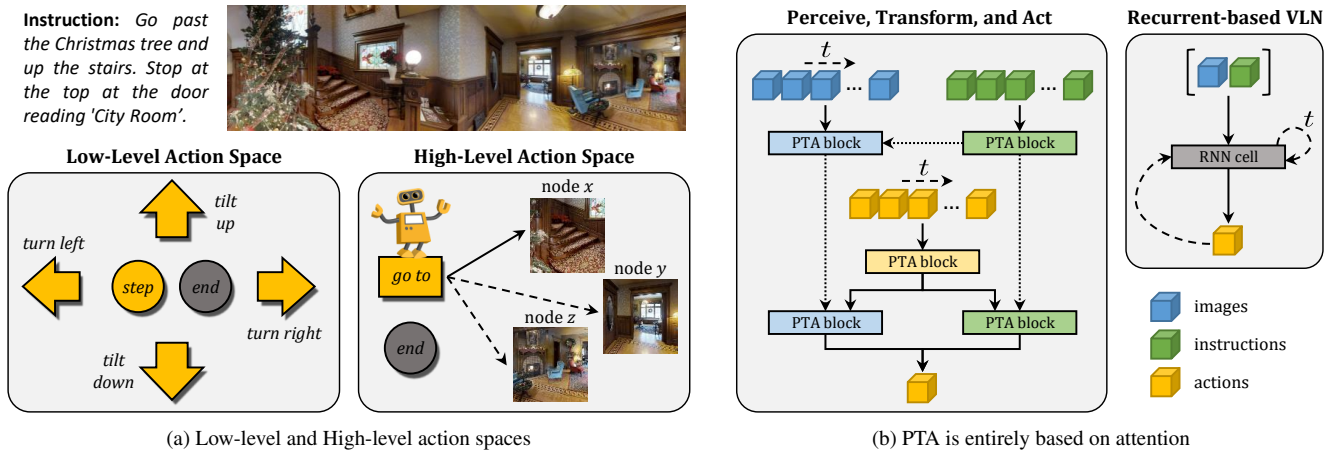 Instruction: Go past
the Christmas tree and
up the stairs. Stop at
the top at the door
reading 'City Room’.
Low-Level Action Space
tilt
up
turn left
step
end
turn right
tilt
down
High-Level Action Space
node x
go to
node y
node z
end
(a) Low-level and High-level action spaces
Perceive, Transform, and Act
t
...
...
PTA block
PTA block
t
...
PTA block
PTA block
PTA block
Recurrent-based VLN
t
RNN cell
images
instructions
actions
(b) PTA is entirely based on attention